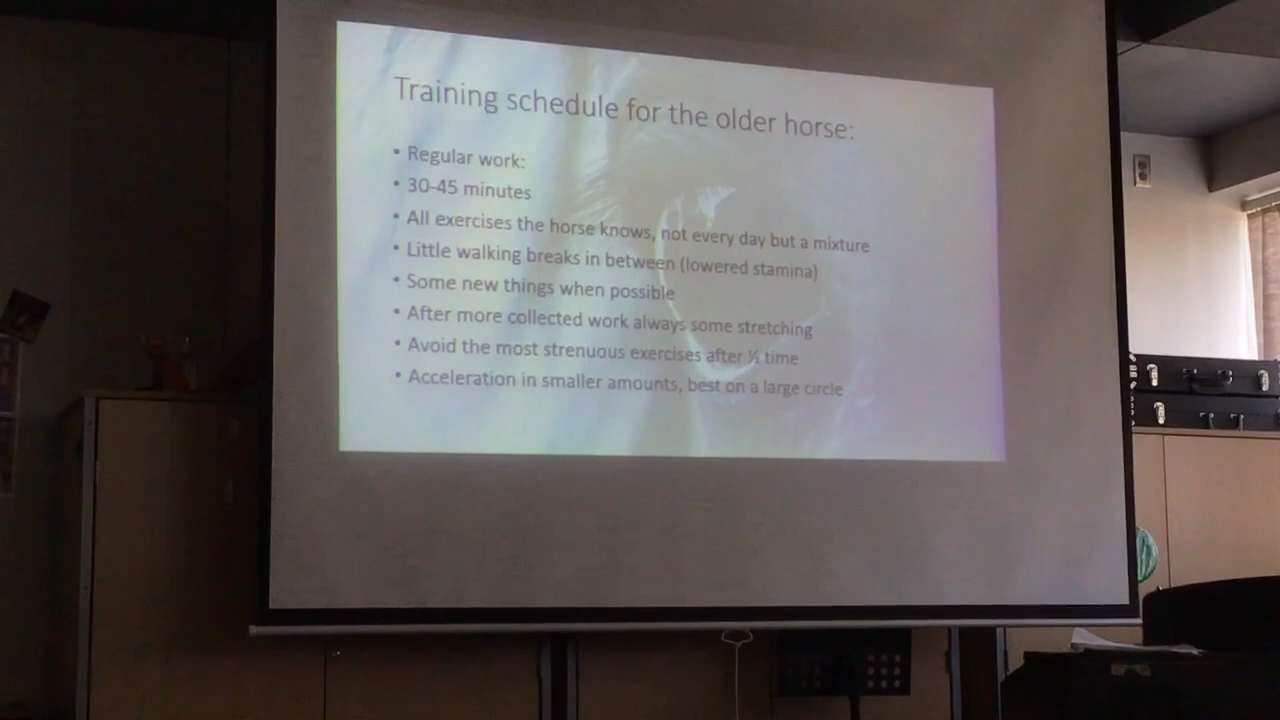 Training schedule for the older horse:
• Regular work:
• 30-45 minutes
• All exercises the horse knows, not every day but a mixture
• Little walking breaks in between (lowered stamina)
• Some new things when possible
• After more collected work always some stretching
• Avoid the most strenuous exercises after ½ time
• Acceleration in smaller amounts, best on a large circle